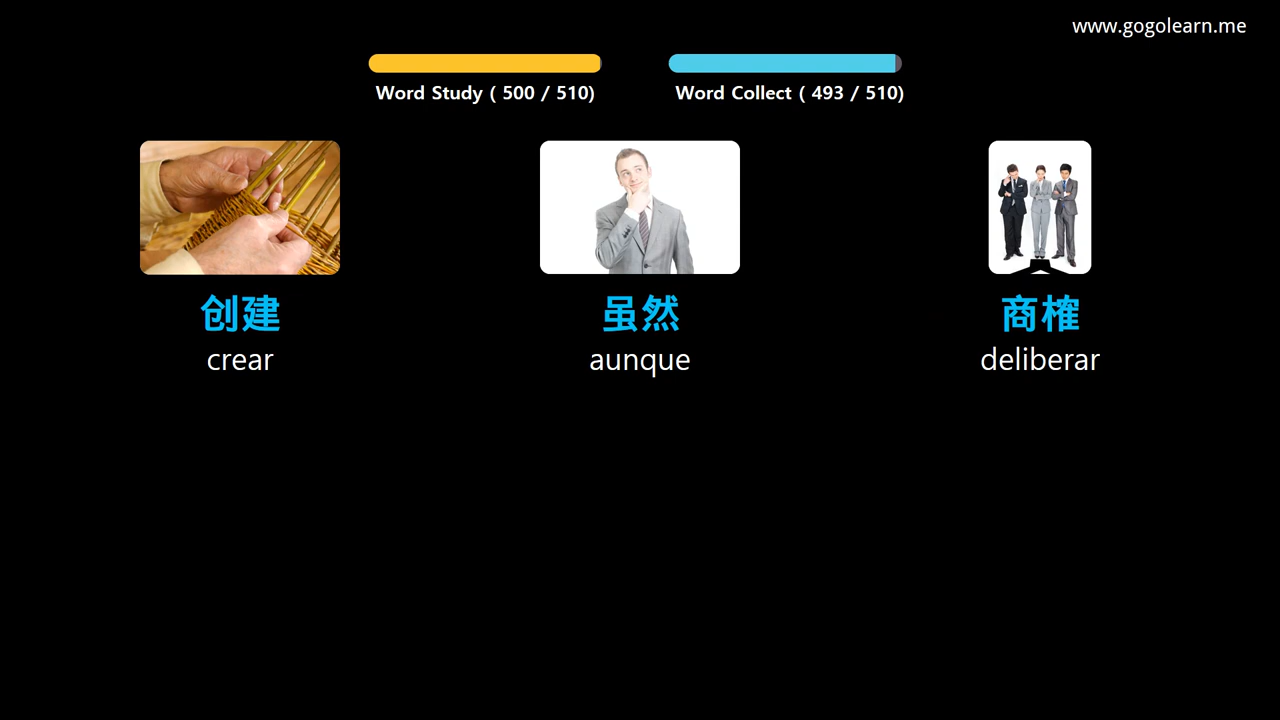 www.gogolearn.me
Word Study ( 500 / 510)
Word Collect ( 493 / 510)
创建
虽然
商榷
crear
aunque
deliberar